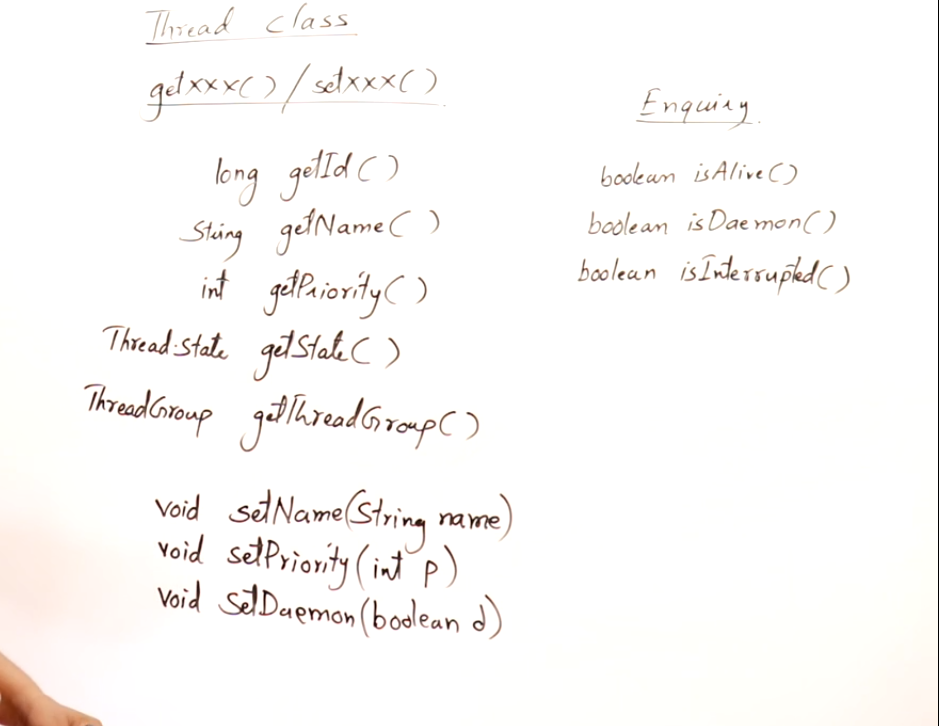 Thread class
getxxx() / setxxx()
long getId()
String getName()
int getPriority()
Thread.State getState()
ThreadGroup getThreadGroup()
void setName(String name)
void setPriority(int p)
void setDaemon(boolean d)
Enquiry
boolean isAlive()
boolean isDaemon()
boolean isInterrupted()